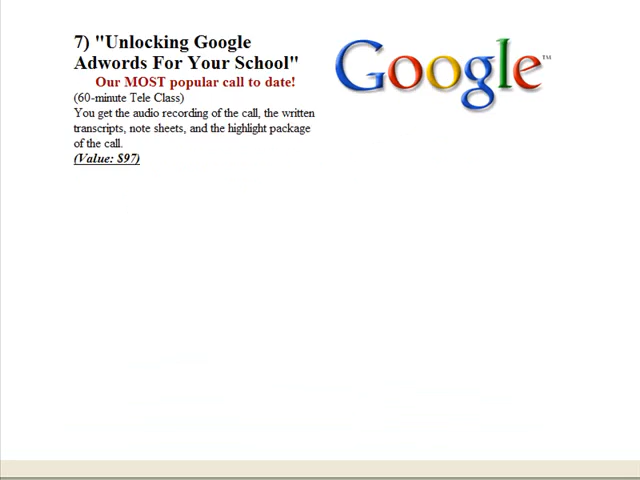 7) "Unlocking Google
Adwords For Your School"
Our MOST popular call to date!
(60-minute Tele Class)
You get the audio recording of the call, the written
transcripts, note sheets, and the highlight package
of the call.
(Value: $97)
Google™